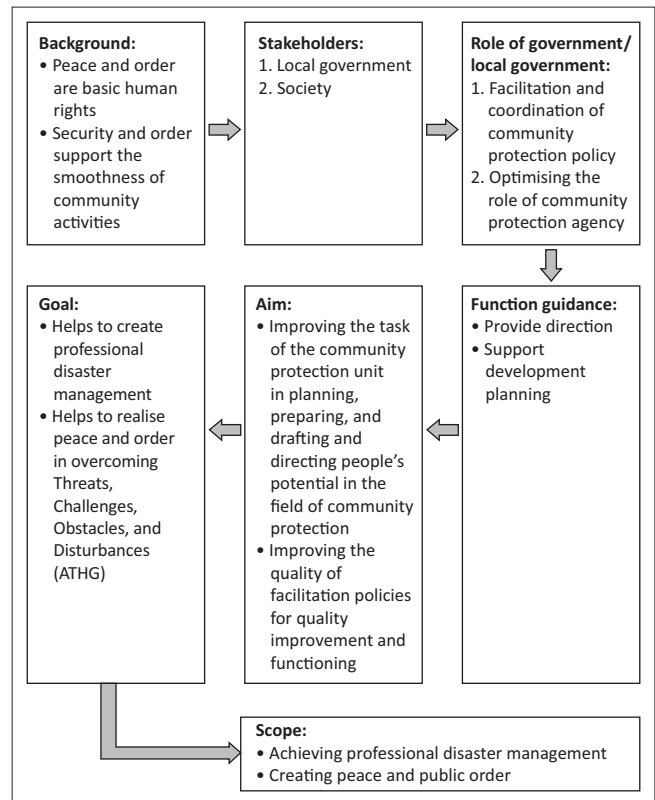 Background:
• Peace and order
are basic human
rights
• Security and order
support the
smoothness of
community
activities
Stakeholders:
1. Local government
2. Society
Role of government/
local government:
1. Facilitation and
coordination of
community
protection policy
2. Optimising the
role of community
protection agency
Function guidance:
• Provide direction
• Support
development
planning
Aim:
• Improving the task
of the community
protection unit
in planning,
preparing, and
drafting and
directing people’s
potential in the
field of community
protection
• Improving the
quality of
facilitation policies
for quality
improvement and
functioning
Goal:
• Helps to create
professional
disaster
management
• Helps to realise
peace and order
in overcoming
Threats,
Challenges,
Obstacles, and
Disturbances
(ATHG)
Scope:
• Achieving professional disaster management
• Creating peace and public order